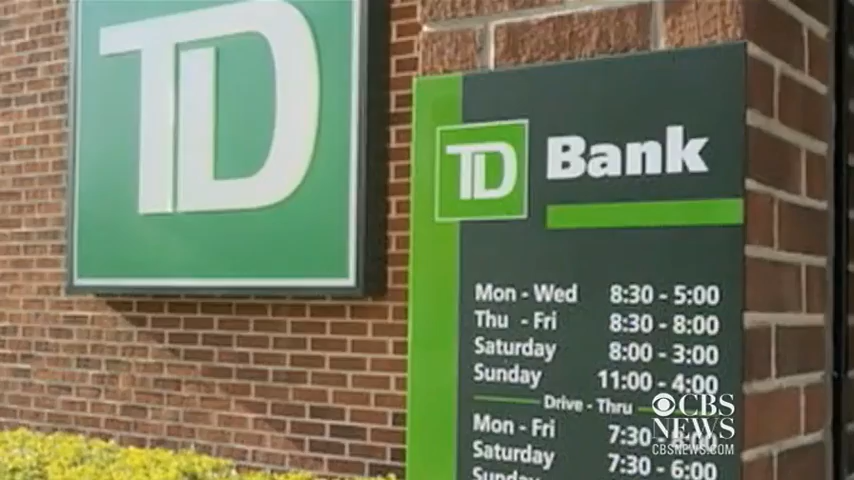 TD
TD Bank
Mon - Wed 8:30 - 5:00
Thu - Fri 8:30 - 8:00
Saturday 8:00 - 3:00
Sunday 11:00 - 4:00
Drive - Thru
Mon - Fri 7:30 -
Saturday 7:30 - 6:00
Sunday
CBS
NEWS
CBSNEWS.COM